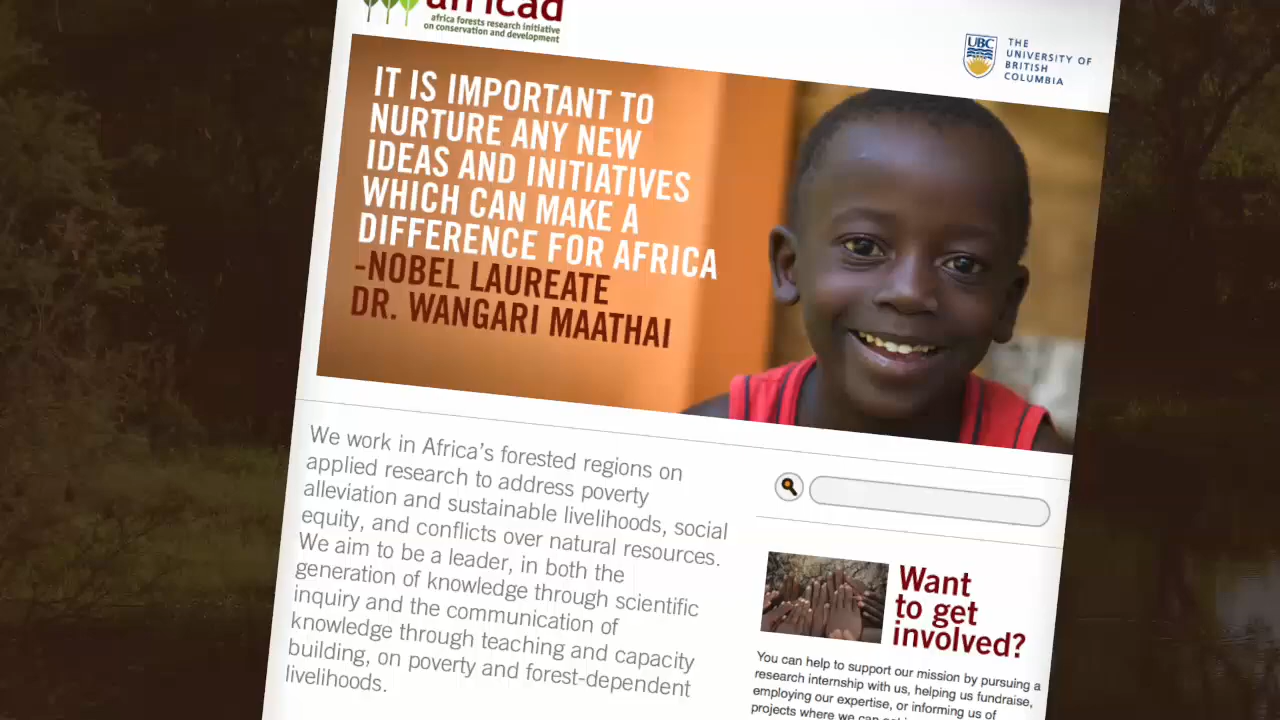 africad
africa forests research initiative
on conservation and development
UBC
THE
UNIVERSITY OF
BRITISH
COLUMBIA
IT IS IMPORTANT TO
NURTURE ANY NEW
IDEAS AND INITIATIVES
WHICH CAN MAKE A
DIFFERENCE FOR AFRICA
-NOBEL LAUREATE
DR. WANGARI MAATHAI
We work in Africa's forested regions on
applied research to address poverty
alleviation and sustainable livelihoods, social
equity, and conflicts over natural resources.
We aim to be a leader, in both the
generation of knowledge through scientific
inquiry and the communication of
knowledge through teaching and capacity
building, on poverty and forest-dependent
livelihoods.
Want
to get
involved?
You can help to support our mission by pursuing a
research internship with us, helping us fundraise,
employing our expertise, or informing us of
projects where we can